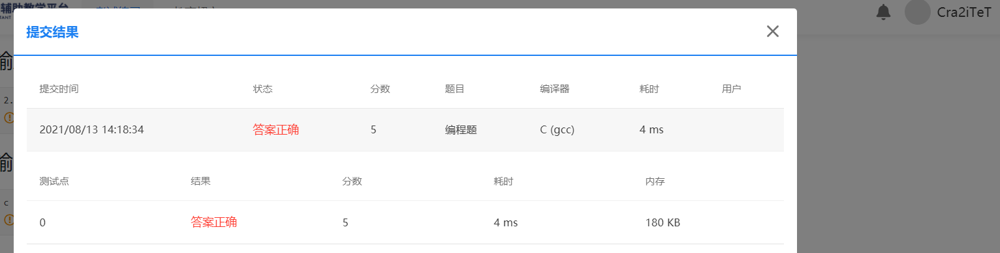 辅助教学平台
Cra2iTeT
提交结果
提交时间 状态 分数 题目 编译器 耗时 用户
2021/08/13 14:18:34 答案正确 5 编程题 C (gcc) 4 ms
测试点 结果 分数 耗时 内存
0 答案正确 5 4 ms 180 KB